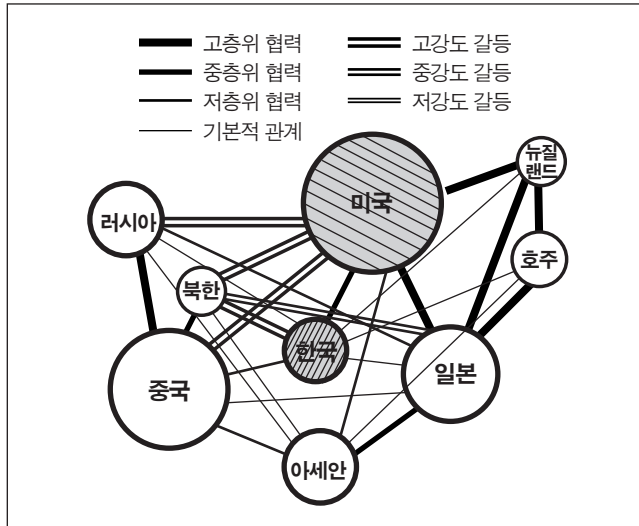 고층위 협력
고강도 갈등
중층위 협력
중강도 갈등
저층위 협력
저강도 갈등
기본적 관계
뉴질
랜드
미국
러시아
호주
북한
한국
일본
중국
아세안